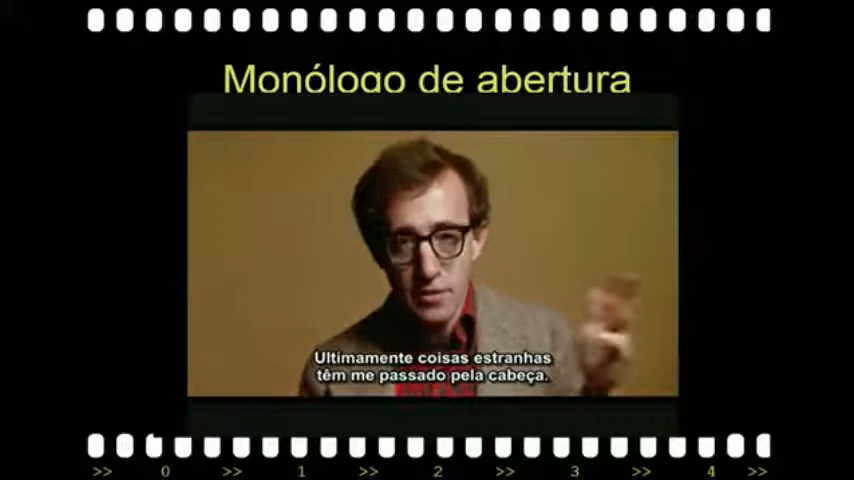 Monólogo de abertura
Ultimamente coisas estranhas
têm me passado pela cabeça.
>> 0 >> 1 >> 2 >> 3 >> 4 >>